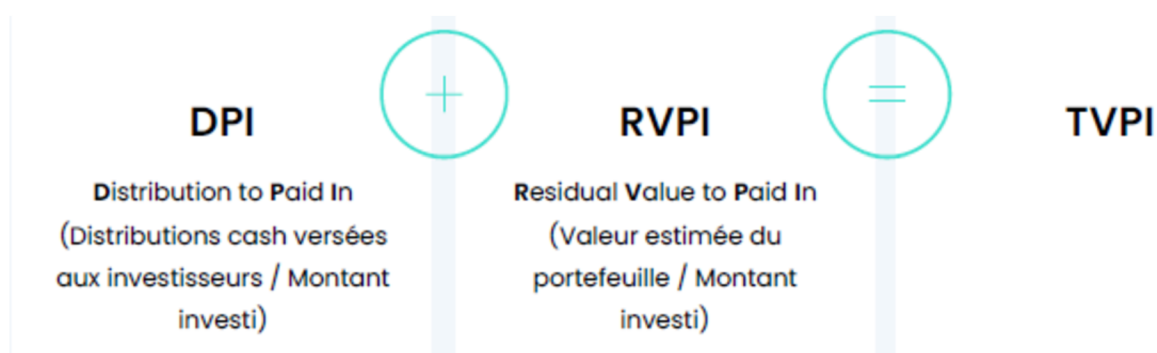 DPI
Distribution to Paid In
(Distributions cash versées
aux investisseurs / Montant
investi)
+
RVPI
Residual Value to Paid In
(Valeur estimée du
portefeuille / Montant
investi)
=
TVPI